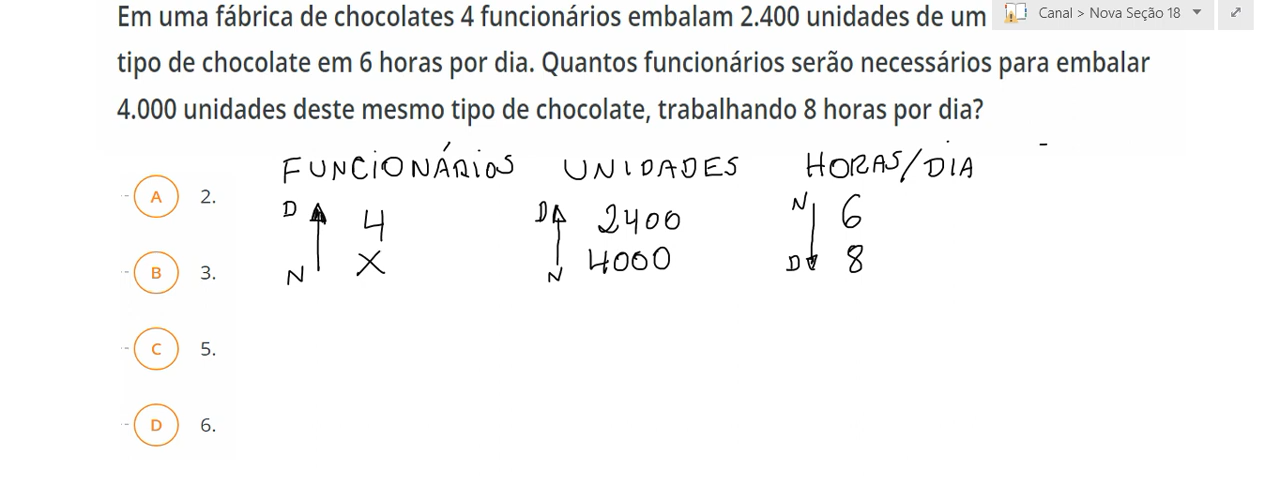 Em uma fábrica de chocolates 4 funcionários embalam 2.400 unidades de um
Canal > Nova Seção 18
tipo de chocolate em 6 horas por dia. Quantos funcionários serão necessários para embalar
4.000 unidades deste mesmo tipo de chocolate, trabalhando 8 horas por dia?
FUNCIONÁRIOS UNIDADES HORAS/DIA
A 2.
D 4 D 2400 N 6
N X N 4000 D 8
B 3.
C 5.
D 6.